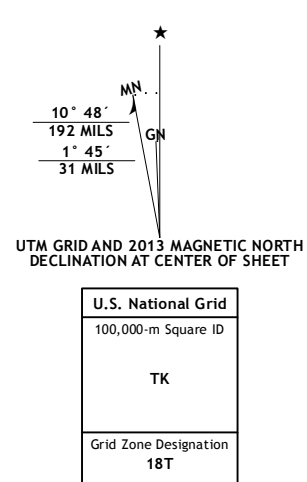 ★
MN
10° 48´
192 MILS
GN
1° 45´
31 MILS
UTM GRID AND 2013 MAGNETIC NORTH
DECLINATION AT CENTER OF SHEET
U.S. National Grid
100,000-m Square ID
TK
Grid Zone Designation
18T